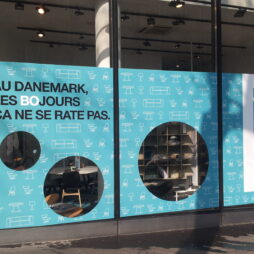 AU DANEMARK,
ES BOJOURS
ÇA NE SE RATE PAS.